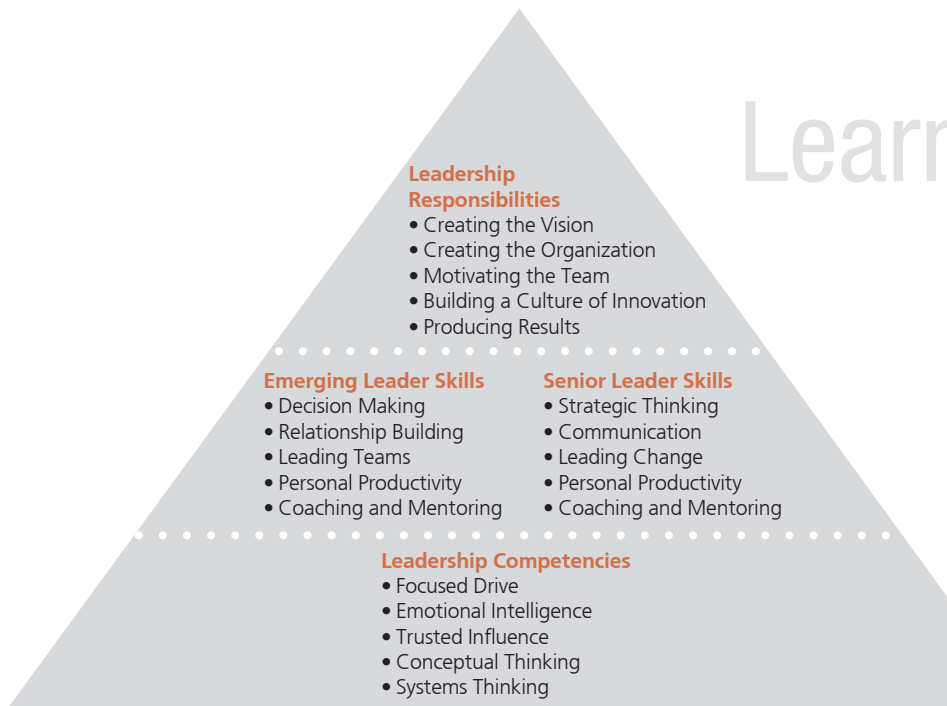 Learn
Leadership
Responsibilities
• Creating the Vision
• Creating the Organization
• Motivating the Team
• Building a Culture of Innovation
• Producing Results
Emerging Leader Skills
• Decision Making
• Relationship Building
• Leading Teams
• Personal Productivity
• Coaching and Mentoring
Senior Leader Skills
• Strategic Thinking
• Communication
• Leading Change
• Personal Productivity
• Coaching and Mentoring
Leadership Competencies
• Focused Drive
• Emotional Intelligence
• Trusted Influence
• Conceptual Thinking
• Systems Thinking